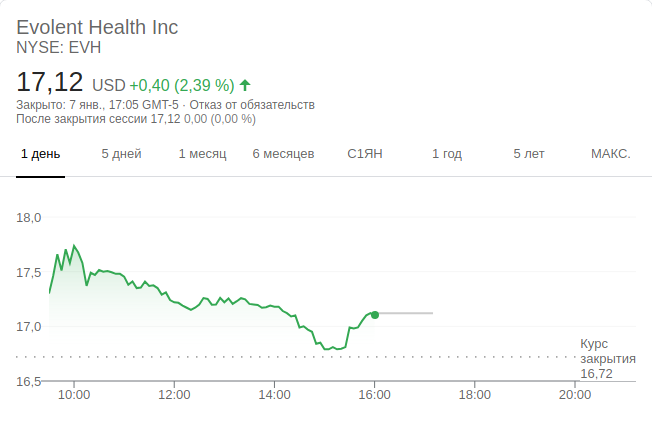 Evolent Health Inc
NYSE: EVH
17,12 USD +0,40 (2,39 %)
Закрыто: 7 янв., 17:05 GMT-5 · Отказ от обязательств
После закрытия сессии 17,12 0,00 (0,00 %)
1 день 5 дней 1 месяц 6 месяцев С1ЯН 1 год 5 лет МАКС.
18,0
17,5
17,0
Курс
закрытия
16,72
16,5
10:00 12:00 14:00 16:00 18:00 20:00